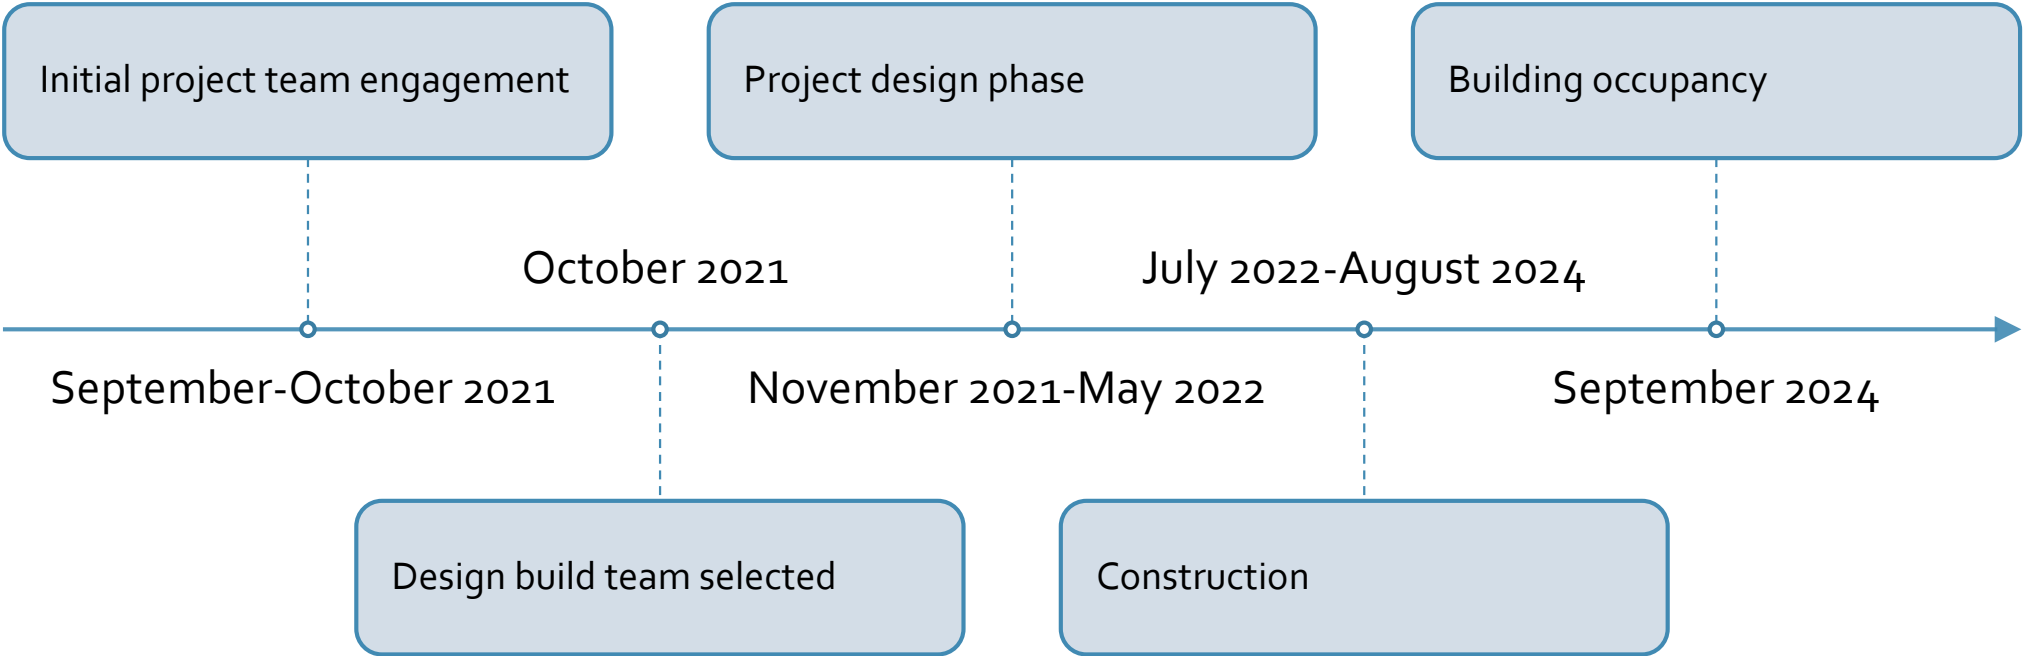 Initial project team engagement
Project design phase
Building occupancy
October 2021
July 2022-August 2024
September-October 2021
November 2021-May 2022
September 2024
Design build team selected
Construction